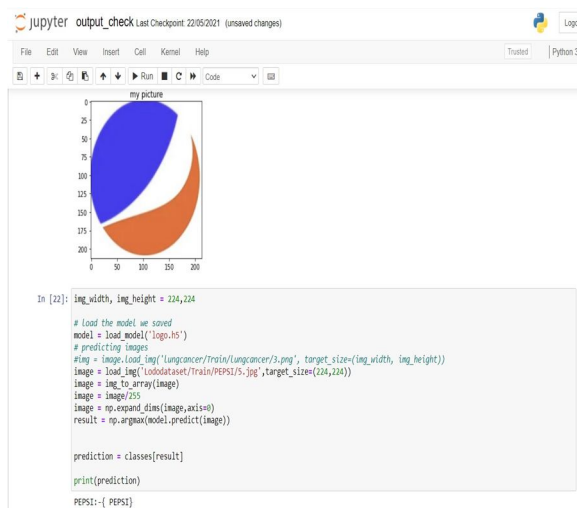 jupyter output_check Last Checkpoint: 22/05/2021 (unsaved changes)
Logo
File Edit View Insert Cell Kernel Help
Trusted
Python 3
Run
Code
my picture
0
25
50
75
100
125
150
175
200
0 50 100 150 200
In [22]: img_width, img_height = 224,224
# load the model we saved
model = load_model('logo.h5')
# predicting images
#img = image.load_img('lungcancer/Train/lungcancer/3.png', target_size=(img_width, img_height))
image = load_img('Lododataset/Train/PEPSI/5.jpg',target_size=(224,224))
image = img_to_array(image)
image = image/255
image = np.expand_dims(image,axis=0)
result = np.argmax(model.predict(image))
prediction = classes[result]
print(prediction)
PEPSI:-{ PEPSI}